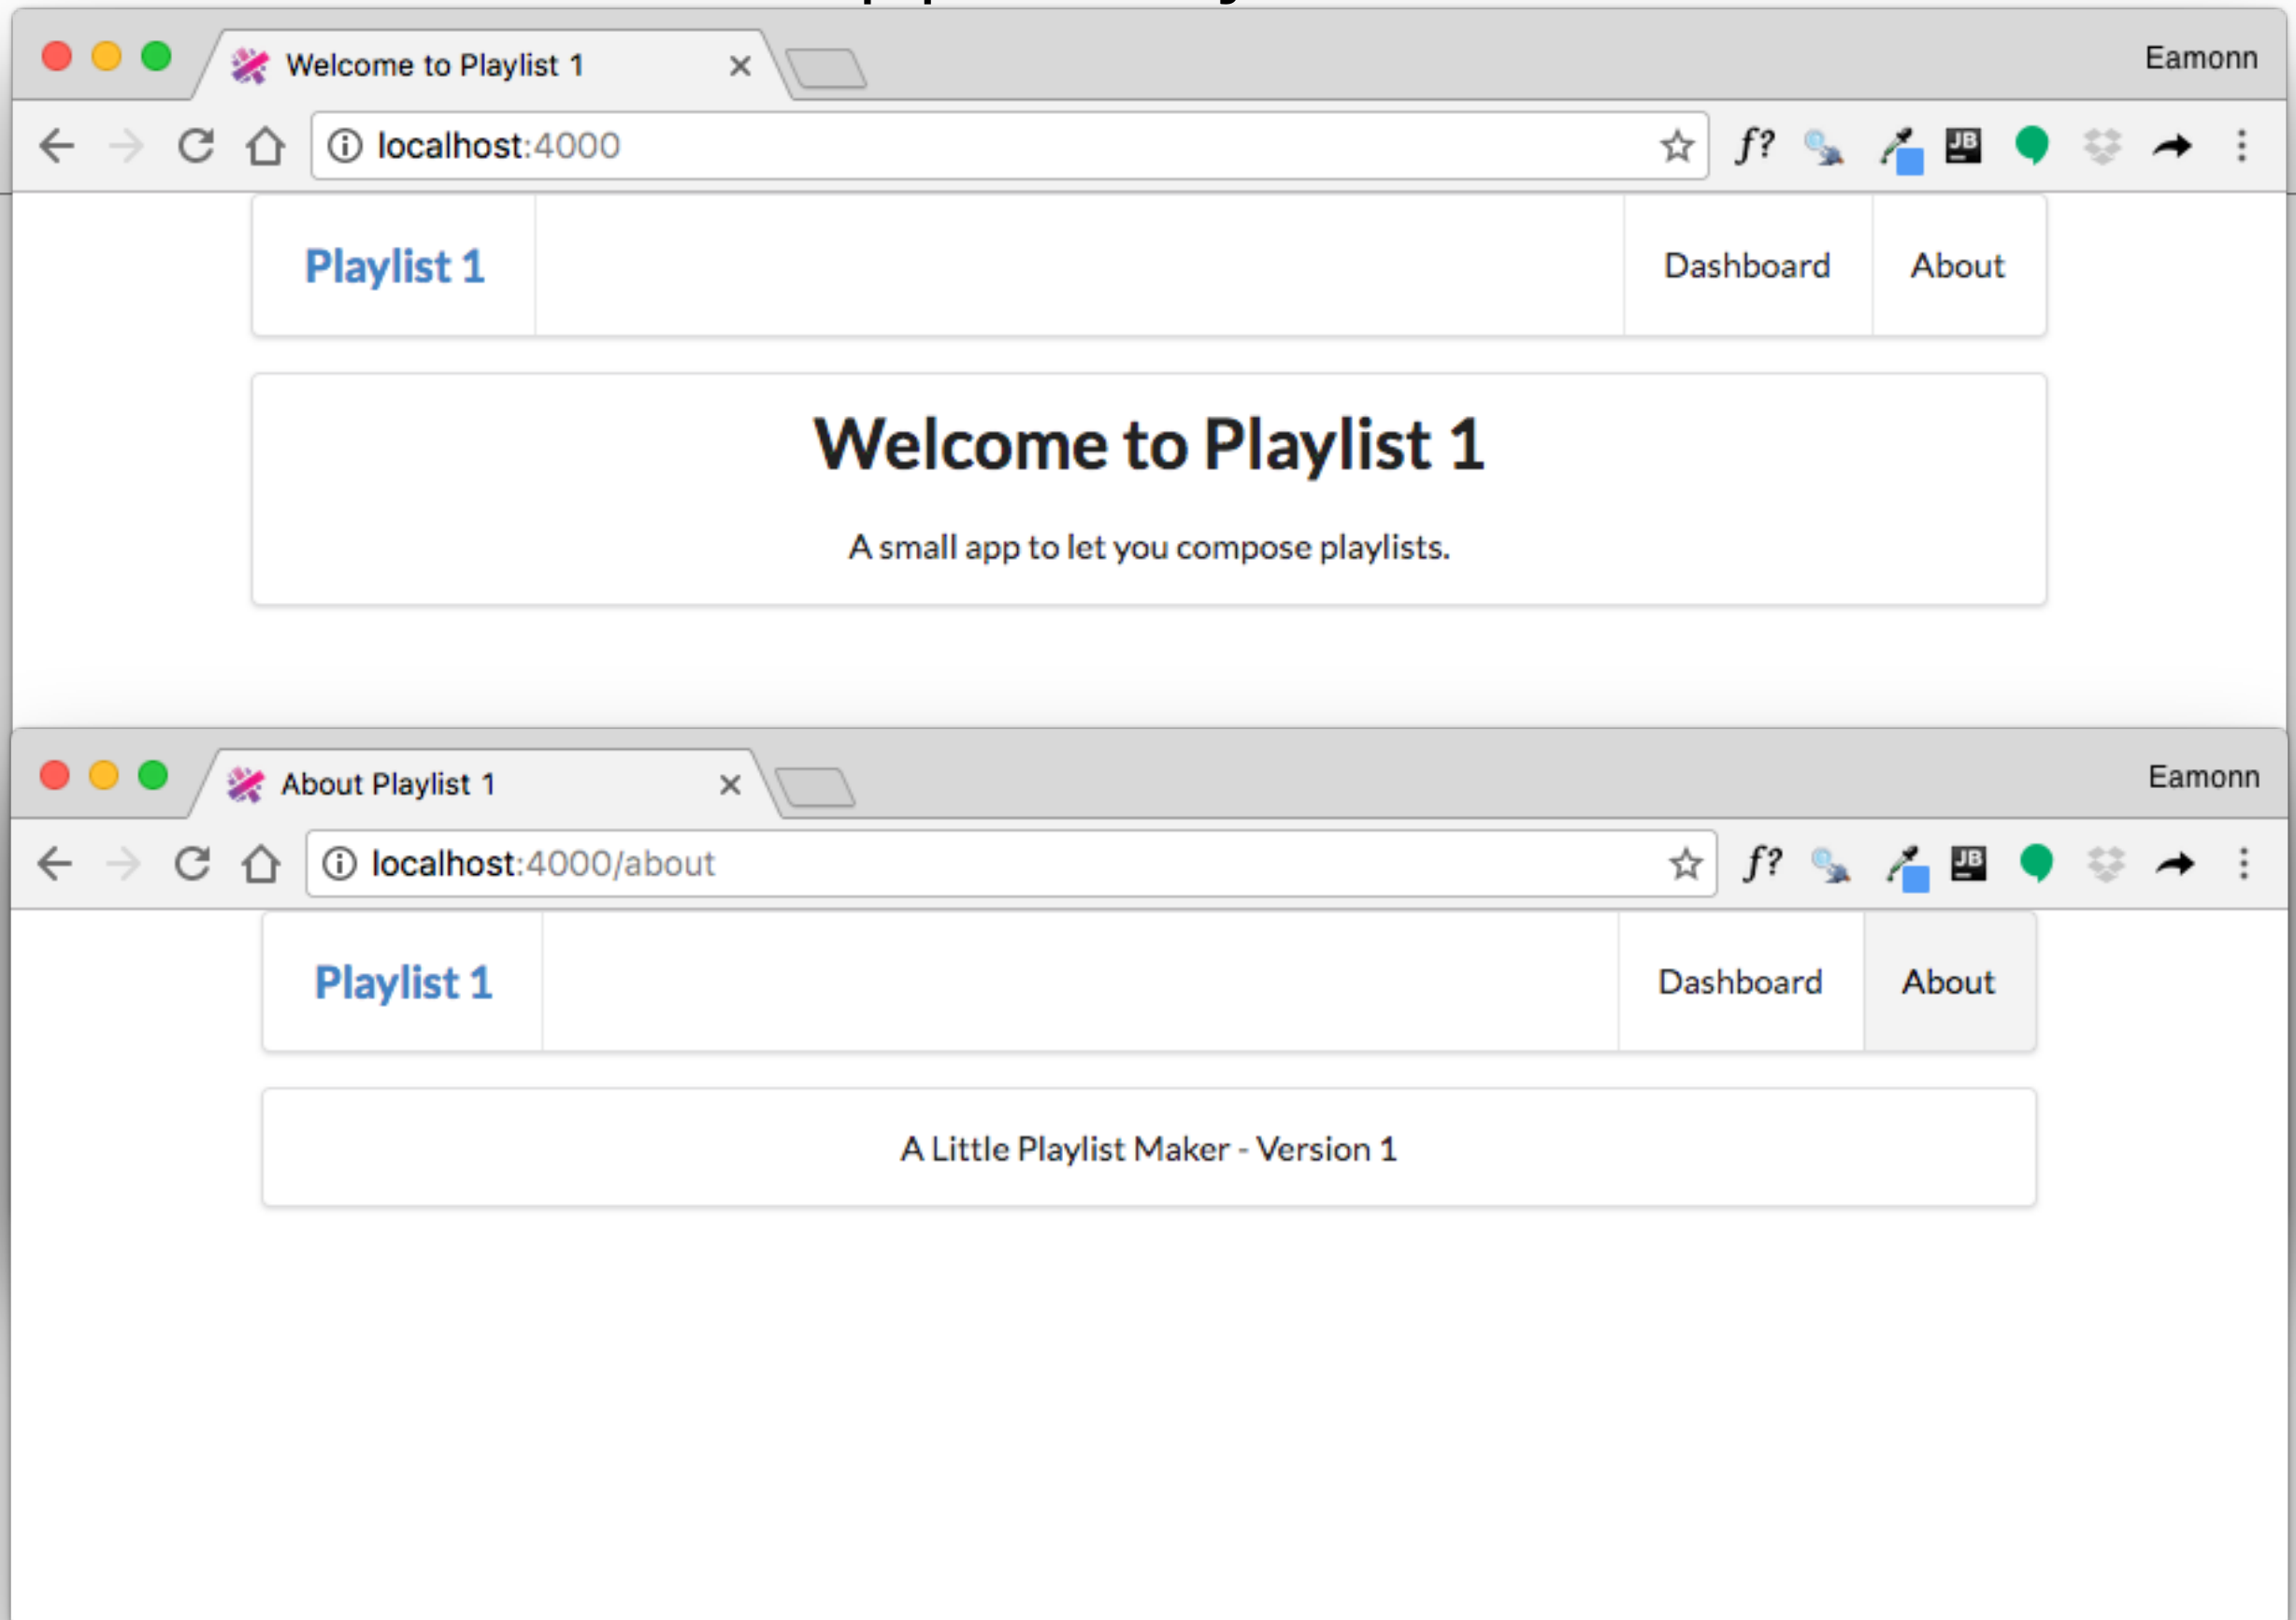 Welcome to Playlist 1
Eamonn
localhost:4000
f?
JB
Playlist 1
Dashboard
About
Welcome to Playlist 1
A small app to let you compose playlists.
About Playlist 1
Eamonn
localhost:4000/about
f?
JB
Playlist 1
Dashboard
About
A Little Playlist Maker - Version 1